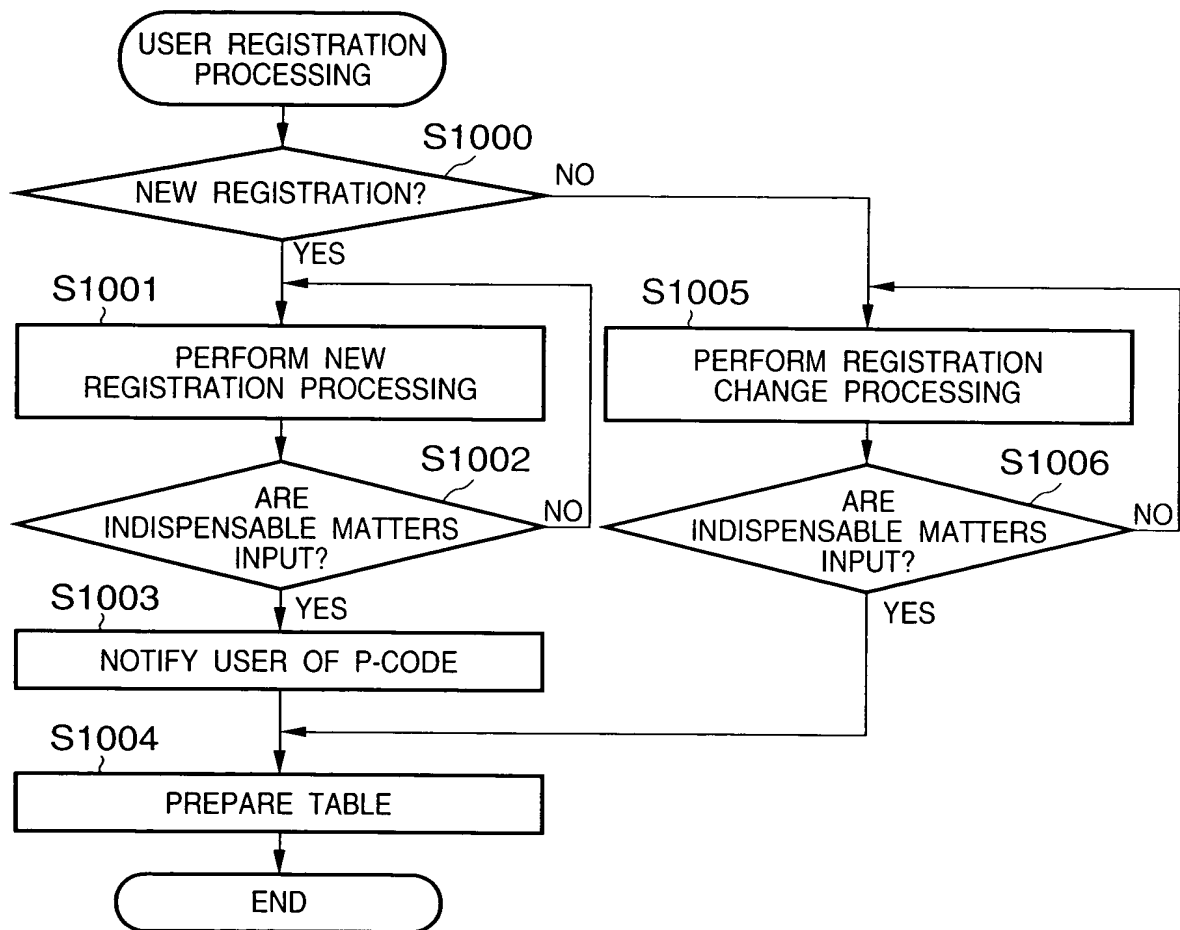 USER REGISTRATION
PROCESSING
S1000
NEW REGISTRATION?
NO
YES
S1001
PERFORM NEW
REGISTRATION PROCESSING
S1002
ARE
INDISPENSABLE MATTERS
INPUT?
NO
YES
S1003
NOTIFY USER OF P-CODE
S1004
PREPARE TABLE
END
S1005
PERFORM REGISTRATION
CHANGE PROCESSING
S1006
ARE
INDISPENSABLE MATTERS
INPUT?
NO
YES